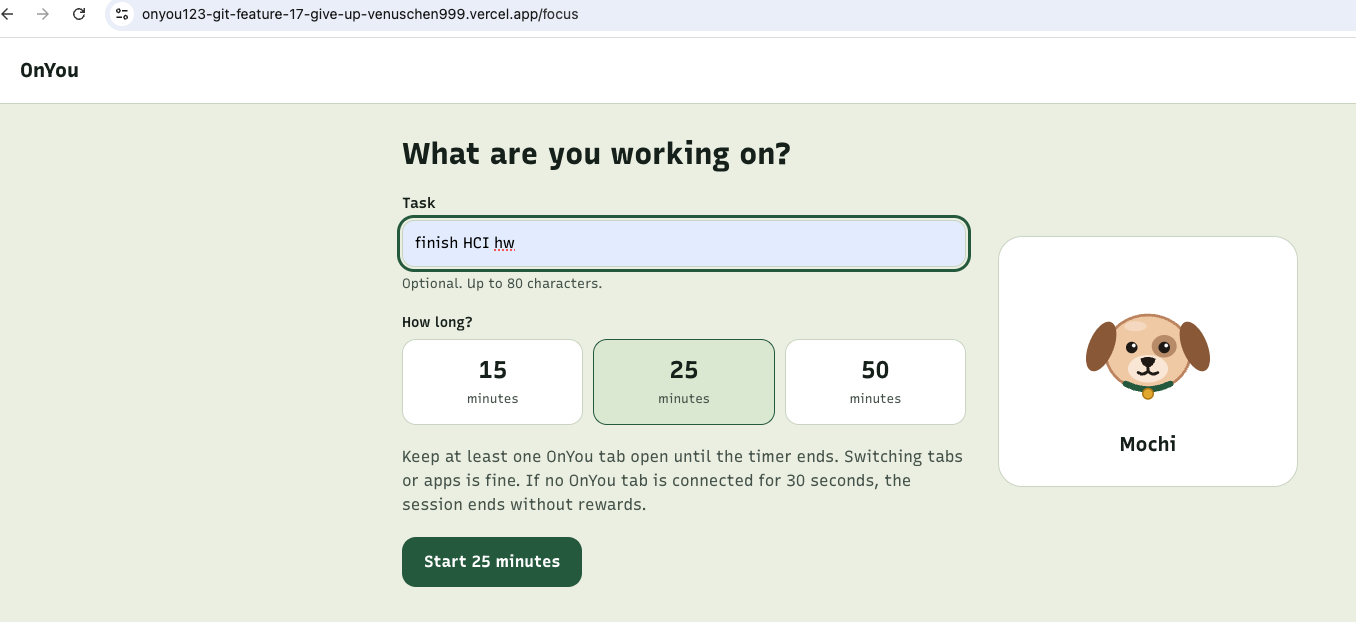 onyou123-git-feature-17-give-up-venuschen999.vercel.app/focus
OnYou
What are you working on?
Task
finish HCI hw
Optional. Up to 80 characters.
How long?
15
minutes
25
minutes
50
minutes
Keep at least one OnYou tab open until the timer ends. Switching tabs
or apps is fine. If no OnYou tab is connected for 30 seconds, the
session ends without rewards.
Start 25 minutes
Mochi